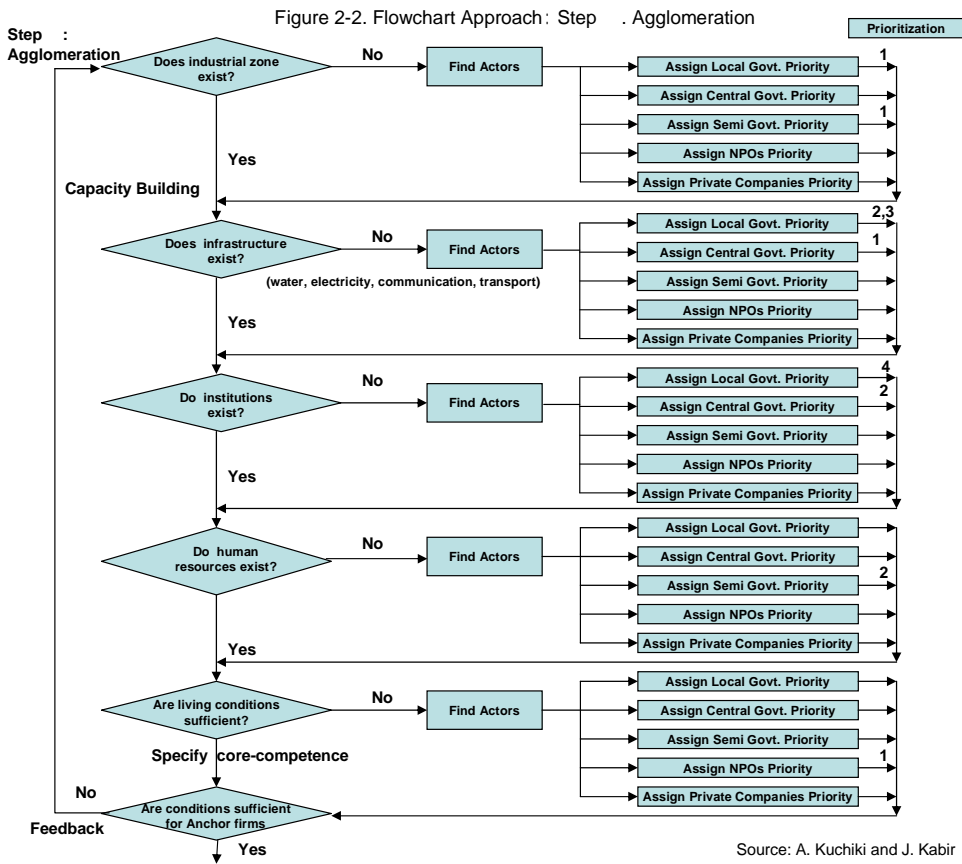 Figure 2-2. Flowchart Approach: Step   . Agglomeration
Step   :
Agglomeration
Prioritization
Does industrial zone
exist?
No
Find Actors
Assign Local Govt. Priority
1
Assign Central Govt. Priority
Assign Semi Govt. Priority
1
Assign NPOs Priority
Assign Private Companies Priority
Yes
Capacity Building
Does infrastructure
exist?
No
Find Actors
(water, electricity, communication, transport)
Assign Local Govt. Priority
2,3
Assign Central Govt. Priority
1
Assign Semi Govt. Priority
Assign NPOs Priority
Assign Private Companies Priority
Yes
Do institutions
exist?
No
Find Actors
Assign Local Govt. Priority
4
Assign Central Govt. Priority
2
Assign Semi Govt. Priority
Assign NPOs Priority
Assign Private Companies Priority
Yes
Do human
resources exist?
No
Find Actors
Assign Local Govt. Priority
Assign Central Govt. Priority
Assign Semi Govt. Priority
2
Assign NPOs Priority
Assign Private Companies Priority
Yes
Are living conditions
sufficient?
No
Find Actors
Assign Local Govt. Priority
Assign Central Govt. Priority
Assign Semi Govt. Priority
Assign NPOs Priority
1
Assign Private Companies Priority
Specify core-competence
Are conditions sufficient
for Anchor firms
No
Feedback
Yes
Source: A. Kuchiki and J. Kabir